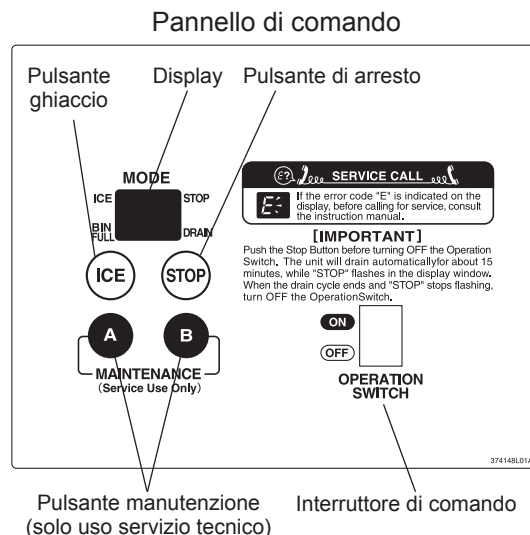 Pannello di comando
Pulsante
ghiaccio
Display
Pulsante di arresto
MODE
ICE
STOP
BIN
FULL
DRAIN
ICE
STOP
A
B
MAINTENANCE
(Service Use Only)
E?
SERVICE CALL
E
If the error code "E" is indicated on the
display, before calling for service, consult
the instruction manual.
[IMPORTANT]
Push the Stop Button before turning OFF the Operation
Switch. The unit will drain automaticallyfor about 15
minutes, while "STOP" flashes in the display window.
When the drain cycle ends and "STOP" stops flashing,
turn OFF the OperationSwitch.
ON
OFF
OPERATION
SWITCH
374148L01A
Pulsante manutenzione
(solo uso servizio tecnico)
Interruttore di comando